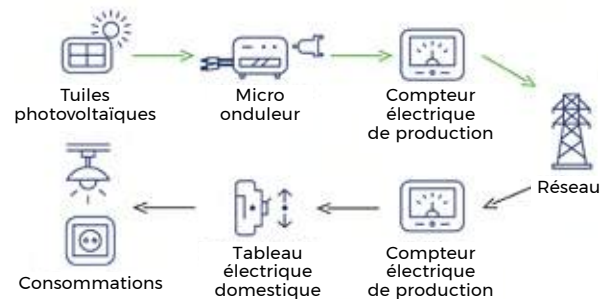 Tuiles
photovoltaïques
Micro
onduleur
Compteur
électrique
de production
Réseau
Consommations
Tableau
électrique
domestique
Compteur
électrique
de production